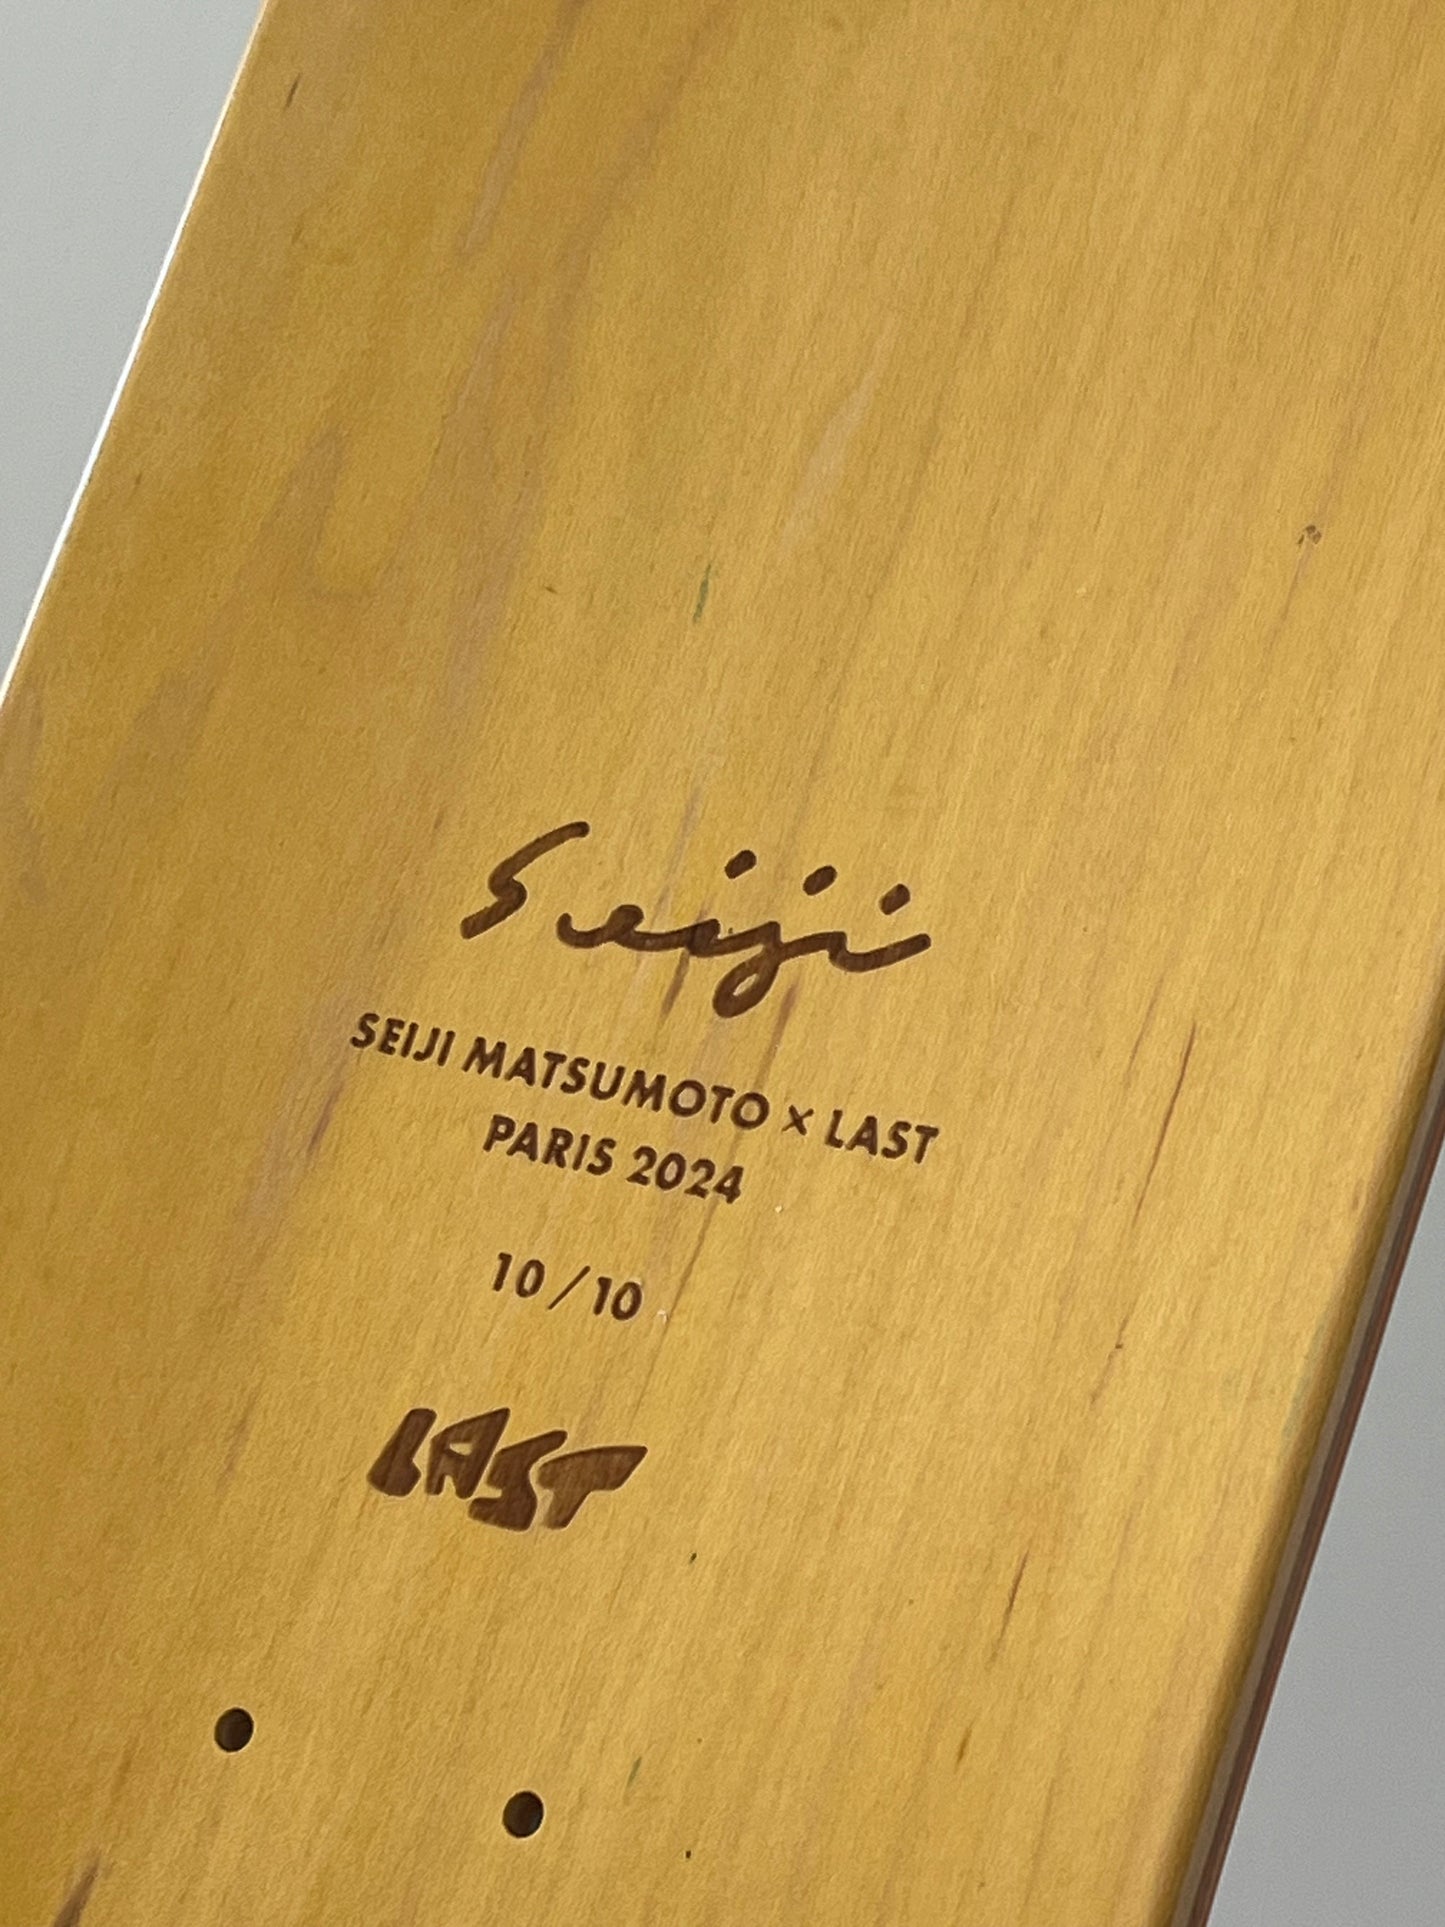 Seiji
SEIJI MATSUMOTO × LAST
PARIS 2024
10/10
LAST